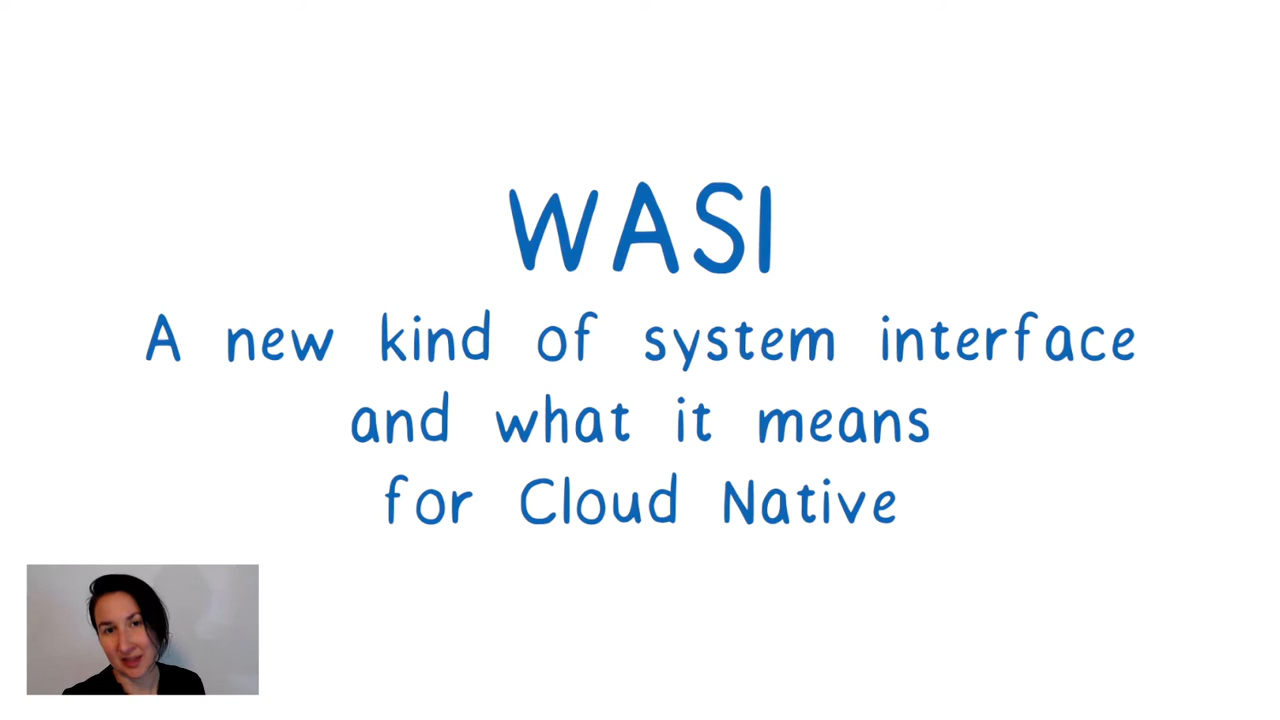 WASI
A new kind of system interface
and what it means
for Cloud Native